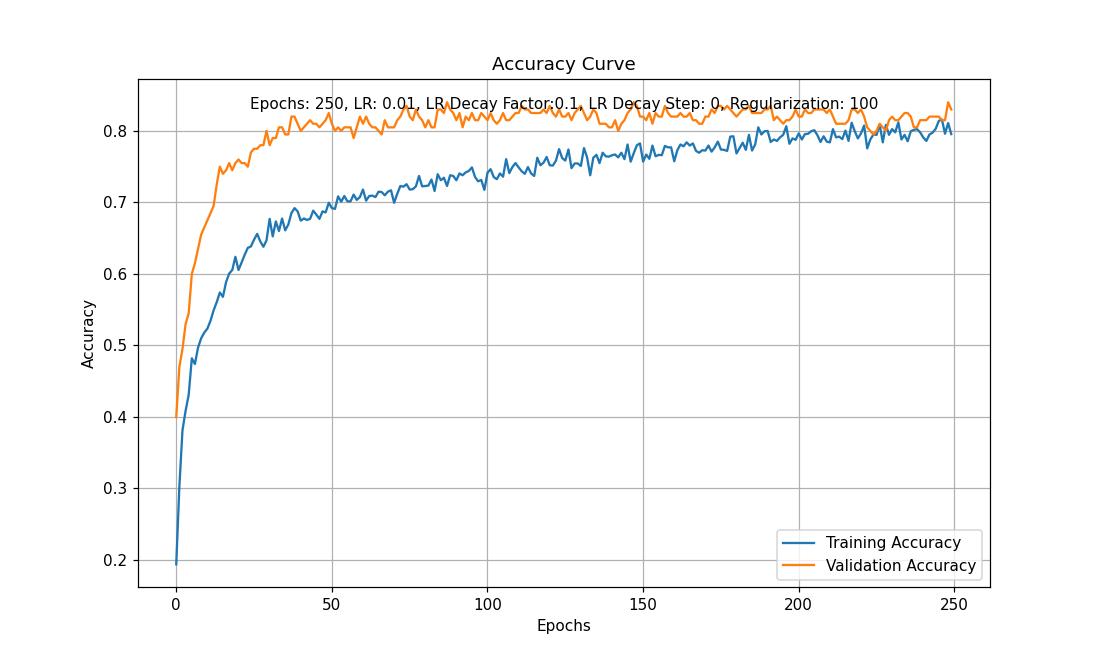 Accuracy Curve
Epochs: 250, LR: 0.01, LR Decay Factor:0.1, LR Decay Step: 0, Regularization: 100
Accuracy
0.8
0.7
0.6
0.5
0.4
0.3
0.2
Training Accuracy
Validation Accuracy
0 50 100 150 200 250
Epochs